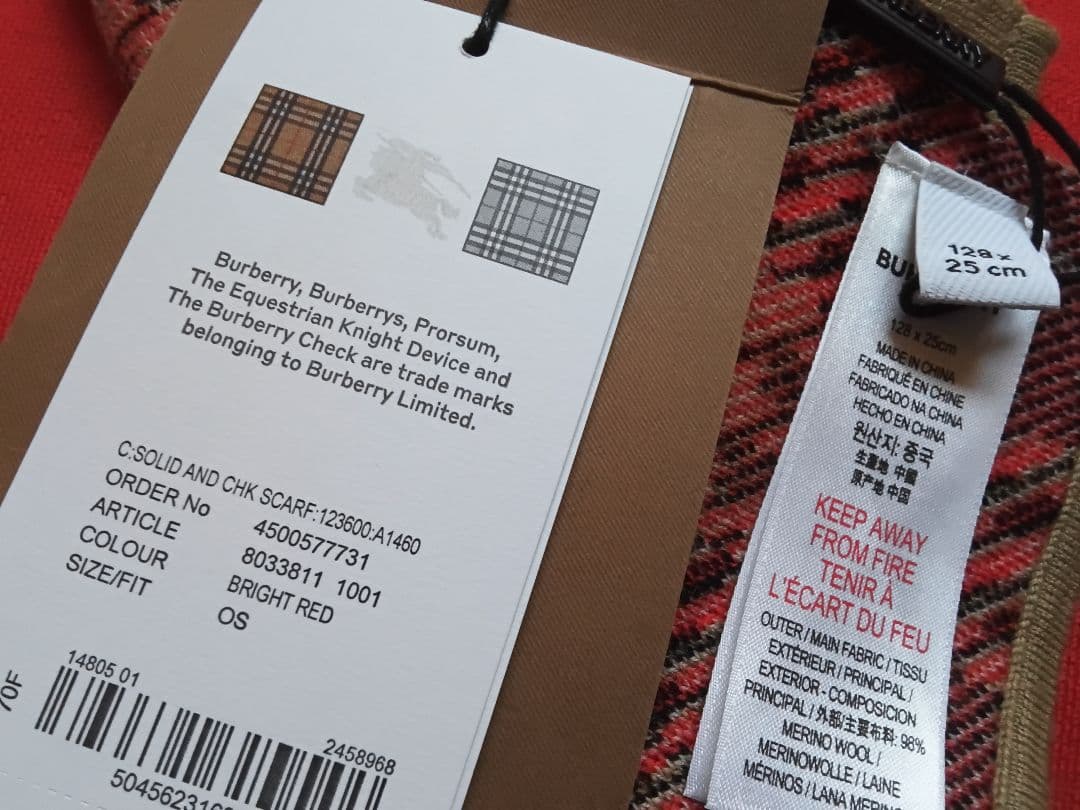 Burberry, Burberrys, Prorsum,
The Equestrian Knight Device and
The Burberry Check are trade marks
belonging to Burberry Limited.
C:SOLID AND CHK SCARF:123600:A1460
ORDER No 4500577731
ARTICLE 8033811 1001
COLOUR BRIGHT RED
SIZE/FIT OS
14805 01
2458968
70F
128 x
25 cm
128 x 25cm
MADE IN CHINA
FABRIQUÉ EN CHINE
FABRICADO NA CHINA
HECHO EN CHINA
원산지: 중국
生產地 中國
原产地 中国
KEEP AWAY
FROM FIRE
TENIR À
L'ÉCART DU FEU
OUTER / MAIN FABRIC / TISSU
EXTÉRIEUR / PRINCIPAL /
EXTERIOR - COMPOSICION
PRINCIPAL / 外部/主要布料: 98%
MERINO WOOL /
MERINOWOLLE / LAINE
MÉRINOS / LANA